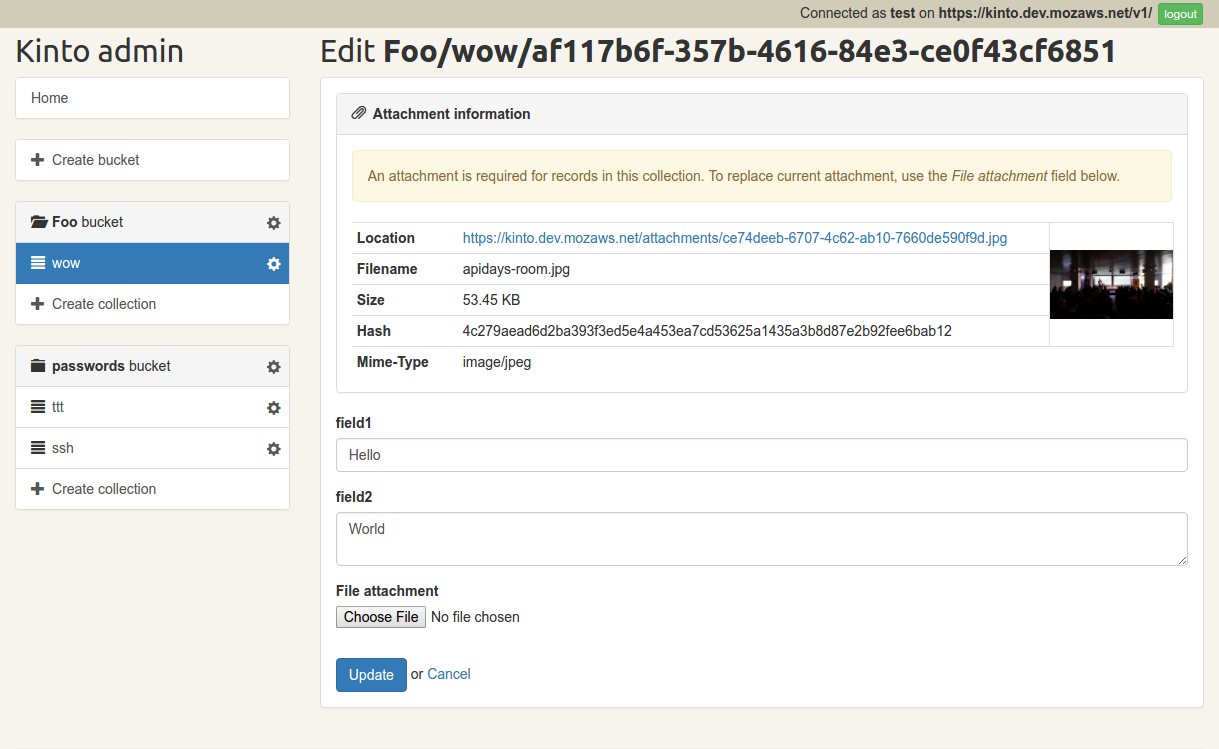 Connected as test on https://kinto.dev.mozaws.net/v1/ logout
Kinto admin
Home
Create bucket
Foo bucket
wow
Create collection
passwords bucket
ttt
ssh
Create collection
Edit Foo/wow/af117b6f-357b-4616-84e3-ce0f43cf6851
Attachment information
An attachment is required for records in this collection. To replace current attachment, use the File attachment field below.
Location https://kinto.dev.mozaws.net/attachments/ce74deeb-6707-4c62-ab10-7660de590f9d.jpg
Filename apidays-room.jpg
Size 53.45 KB
Hash 4c279aead6d2ba393f3ed5e4a453ea7cd53625a1435a3b8d87e2b92fee6bab12
Mime-Type image/jpeg
field1
Hello
field2
World
File attachment
Choose File No file chosen
Update or Cancel